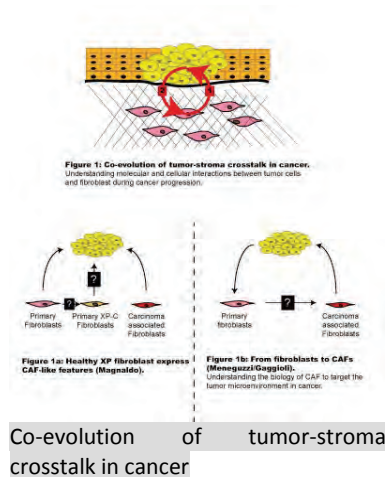 ?
?
Figure 1: Co-evolution of tumor-stroma crosstalk in cancer.
Understanding molecular and cellular interactions between tumor cells
and fibroblast during cancer progression.
?
?
?
Primary
Fibroblasts
Primary XP-C
Fibroblasts
Carcinoma
associated
Fibroblasts
Figure 1a: Healthy XP fibroblast express
CAF-like features (Magnaldo).
Primary
fibroblasts
Carcinoma
associated
Fibroblasts
Figure 1b: From fibroblasts to CAFs
(Meneguzzi/Gaggioli).
Understanding the biology of CAF to target the
tumor microenvironment in cancer.
Co-evolution of tumor-stroma
crosstalk in cancer